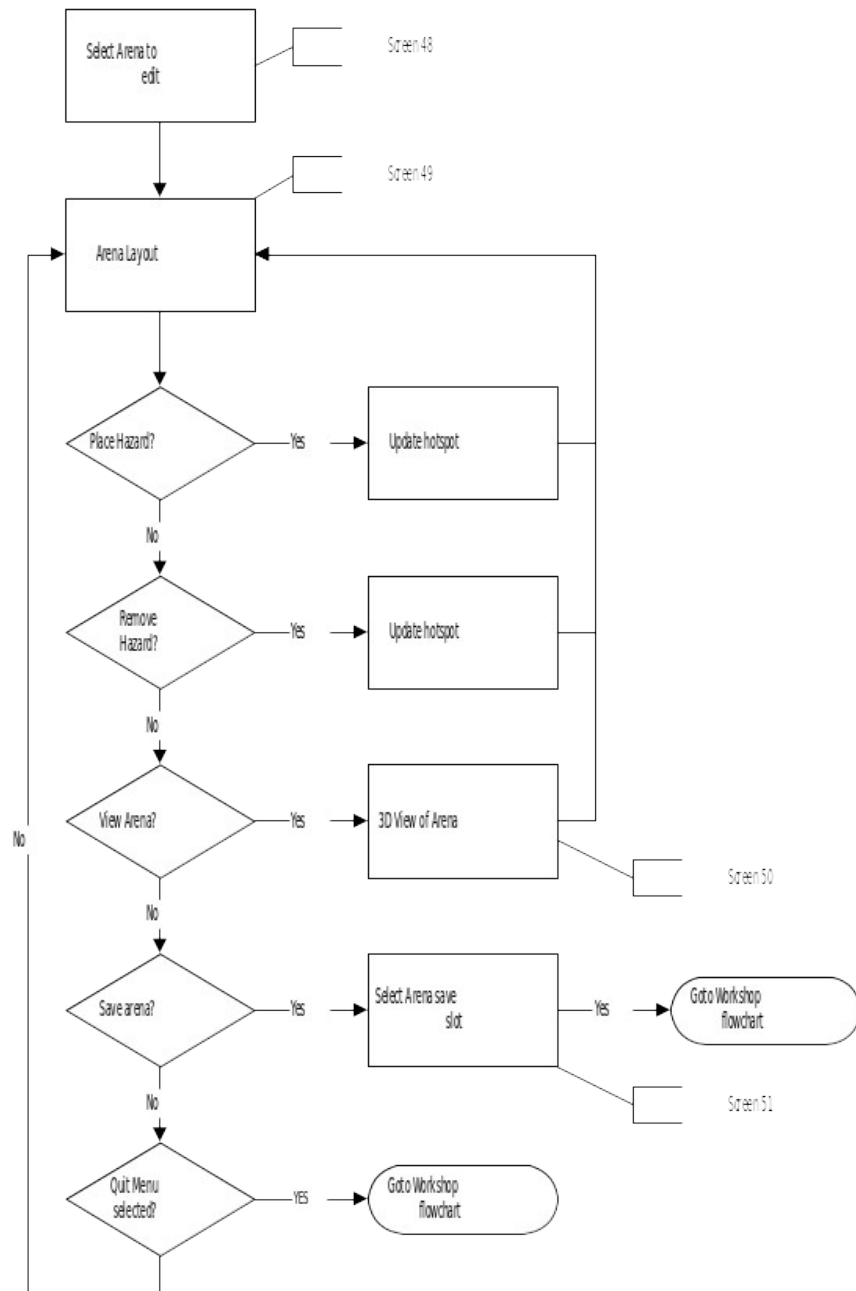 Select Arena to
edit
Screen 48
Screen 49
Arena Layout
Place Hazard?
Yes
Update hotspot
No
Remove
Hazard?
Yes
Update hotspot
No
View Arena?
Yes
3D View of Arena
No
Screen 50
No
Save arena?
Yes
Select Arena save
slot
Yes
Goto Workshop
flowchart
No
Screen 51
Quit Menu
selected?
YES
Goto Workshop
flowchart